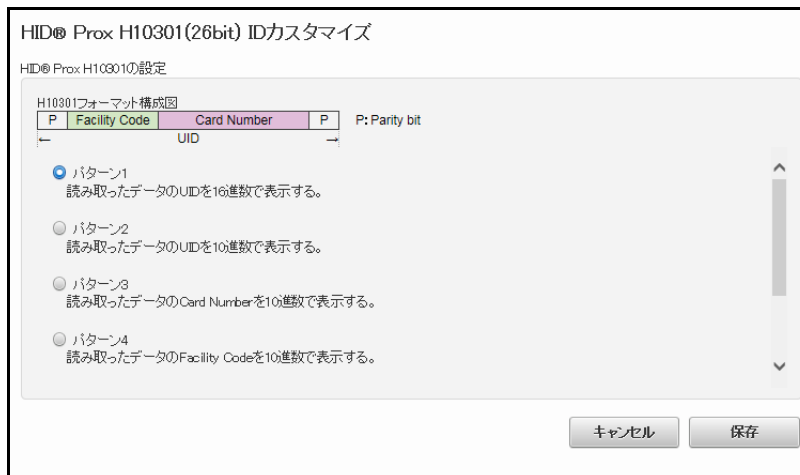 HID® Prox H10301(26bit) IDカスタマイズ
HID® Prox H10301の設定
H10301フォーマット構成図
P Facility Code Card Number P P: Parity bit
← UID →
パターン1
読み取ったデータのUIDを16進数で表示する。
パターン2
読み取ったデータのUIDを10進数で表示する。
パターン3
読み取ったデータのCard Numberを10進数で表示する。
パターン4
読み取ったデータのFacility Codeを10進数で表示する。
キャンセル 保存